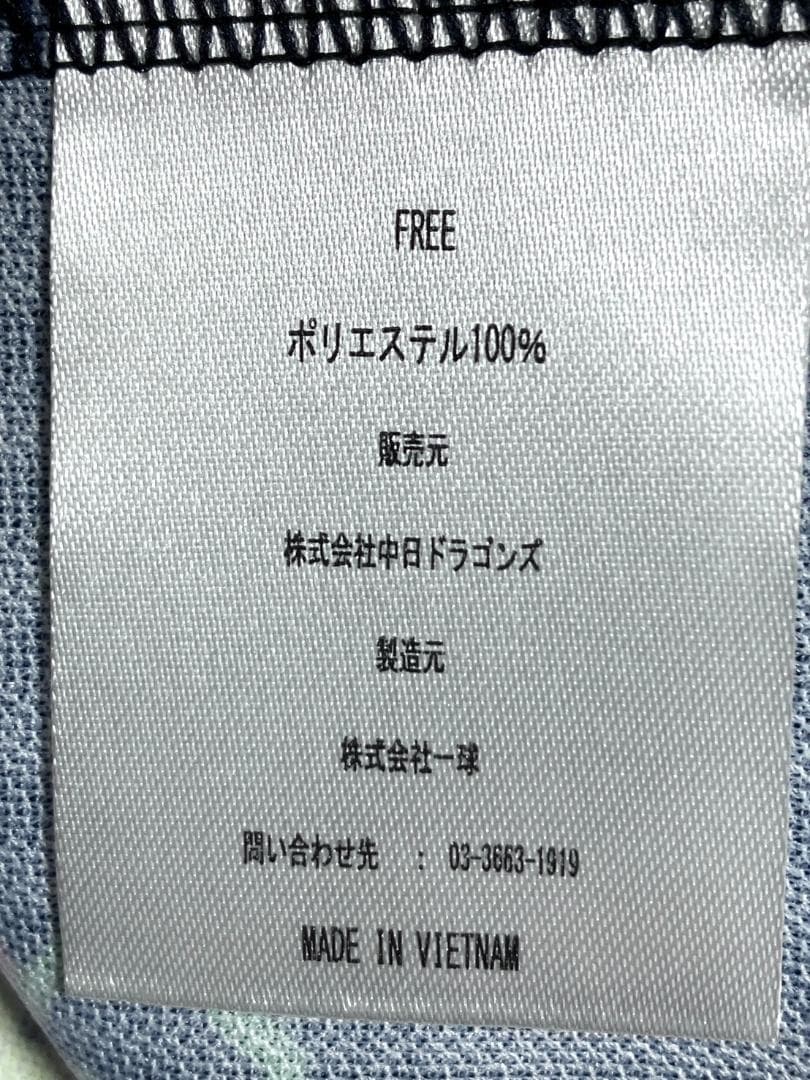 FREE
ポリエステル100%
販売元
株式会社中日ドラゴンズ
製造元
株式会社一球
問い合わせ先 : 03-3663-1919
MADE IN VIETNAM